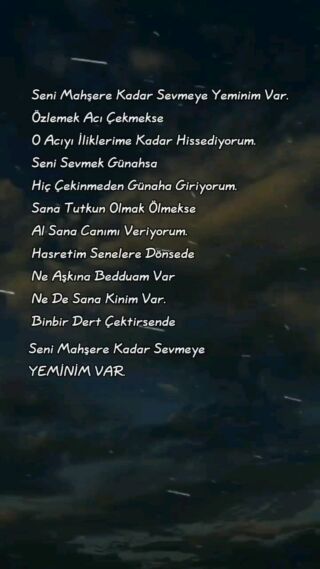 Seni Mahşere Kadar Sevmeye Yeminim Var.
Özlemek Acı Çekmekse
O Acıyı İliklerime Kadar Hissediyorum.
Seni Sevmek Günahsa
Hiç Çekinmeden Günaha Giriyorum.
Sana Tutkun Olmak Ölmekse
Al Sana Canımı Veriyorum.
Hasretim Senelere Dönsede
Ne Aşkına Bedduam Var
Ne De Sana Kinim Var.
Binbir Dert Çektirsende
Seni Mahşere Kadar Sevmeye
YEMİNİM VAR